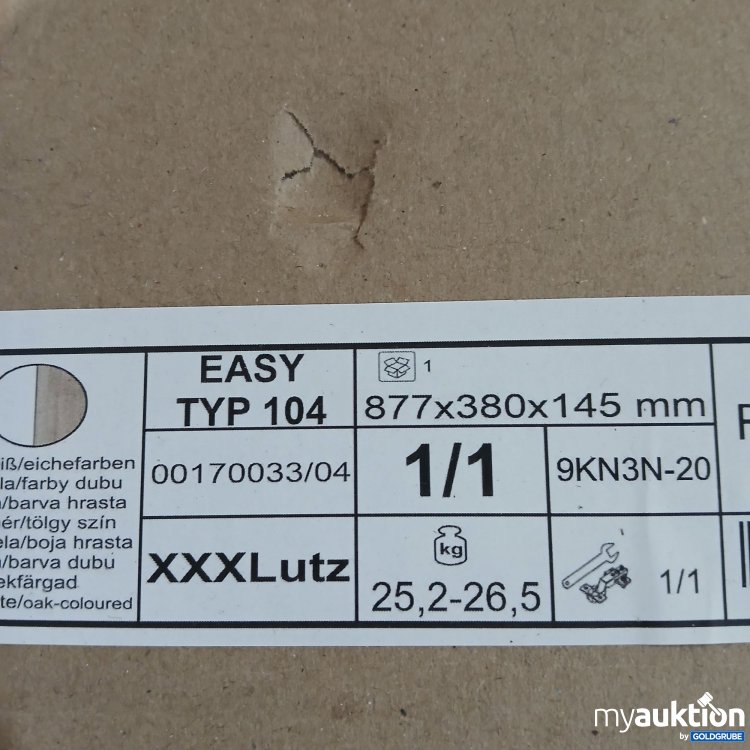 EASY
TYP 104
1
877x380x145 mm
iß/eichefarben
la/farby dubu
/barva hrasta
ér/tölgy szín
ela/boja hrasta
/barva dubu
ekfärgad
te/oak-coloured
00170033/04
1/1
9KN3N-20
XXXLutz
kg
25,2-26,5
1/1
myauktion
by GOLDGRUBE